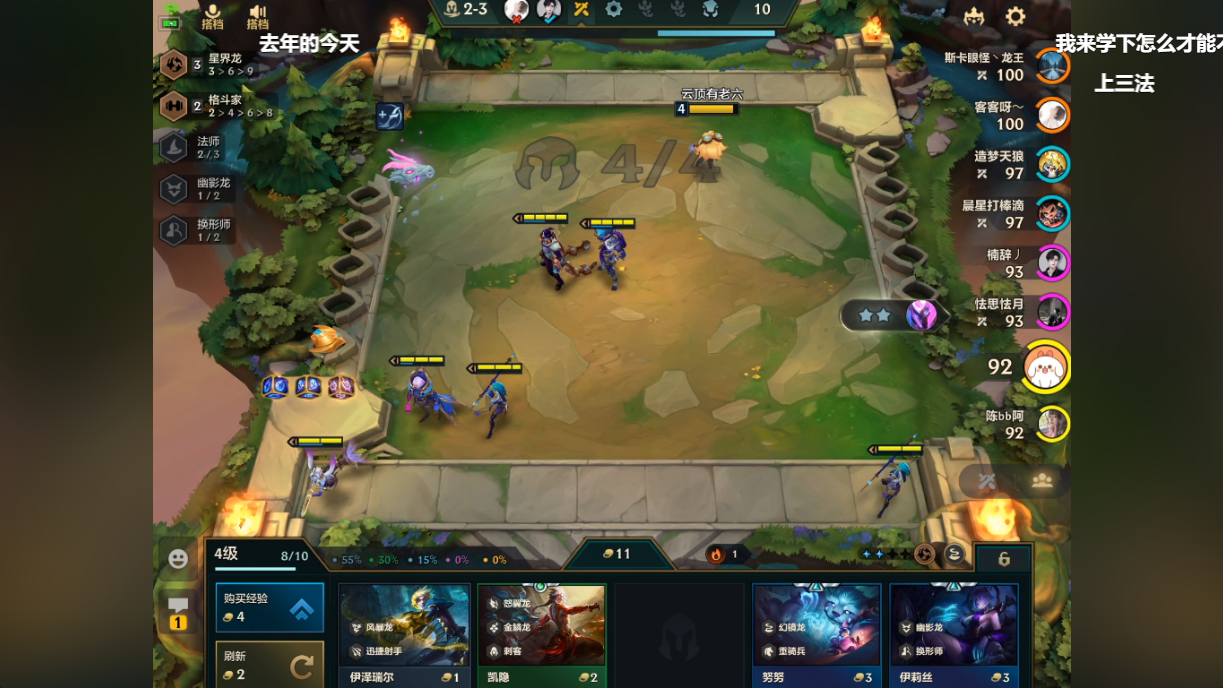 搭档
搭档
2-3
10
去年的今天
我来学下怎么才能不
上三法
3
星界龙
3 > 6 > 9
2
格斗家
2 > 4 > 6 > 8
法师
2 / 3
幽影龙
1 / 2
换形师
1 / 2
云顶有老六
4
4/4
斯卡眼怪丶龙王
100
客客呀～
100
造梦天狼
97
晨星打棒滴
97
楠辞丿
93
怯思怯月
93
92
陈bb阿
92
4级
8/10
55%
30%
15%
0%
0%
11
1
6
1
购买经验
4
刷新
2
风暴龙
迅捷射手
伊泽瑞尔
1
怒翼龙
金鳞龙
刺客
凯隐
2
幻镜龙
重骑兵
努努
3
幽影龙
换形师
伊莉丝
3